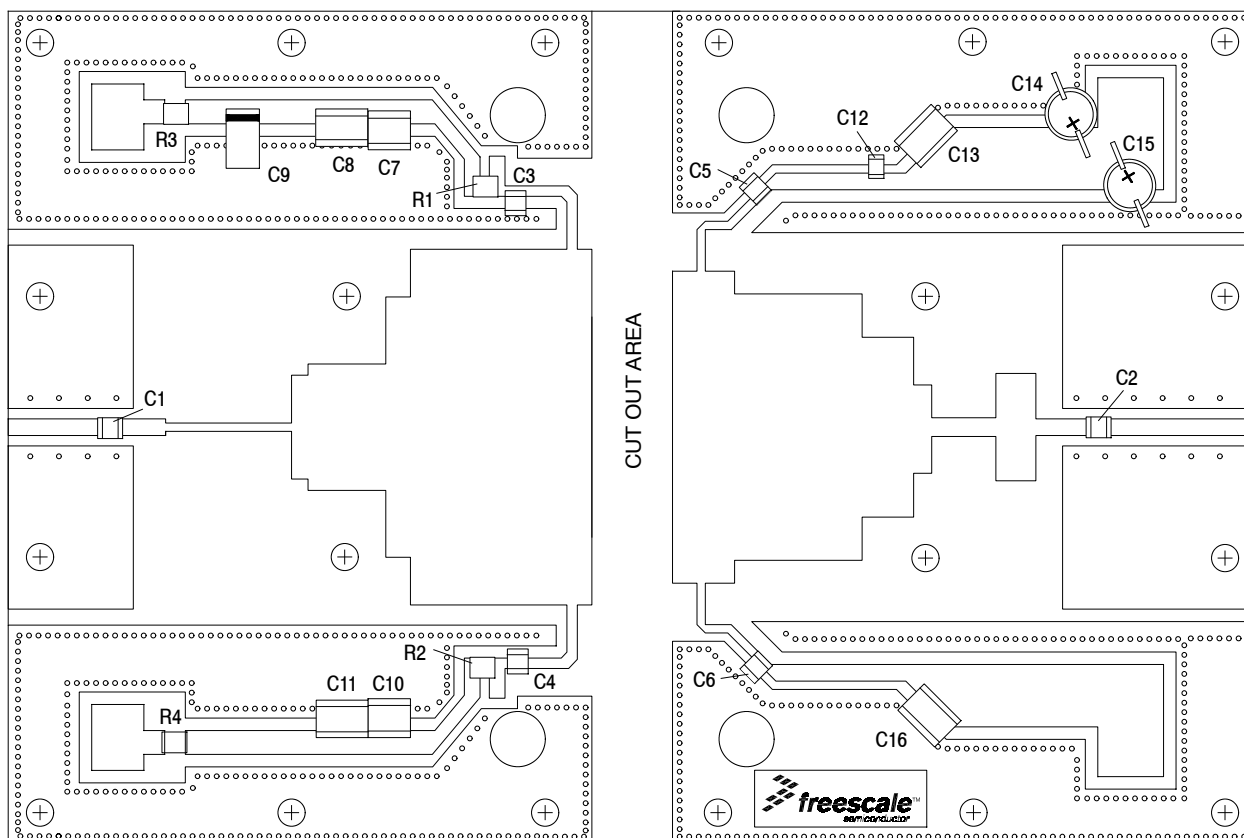 C14
C12
C15
R3
C8
C7
C13
C9
C3
C5
R1
CUT OUT AREA
C1
C2
R2
C11
C10
C4
C6
R4
C16
freescale™
semiconductor